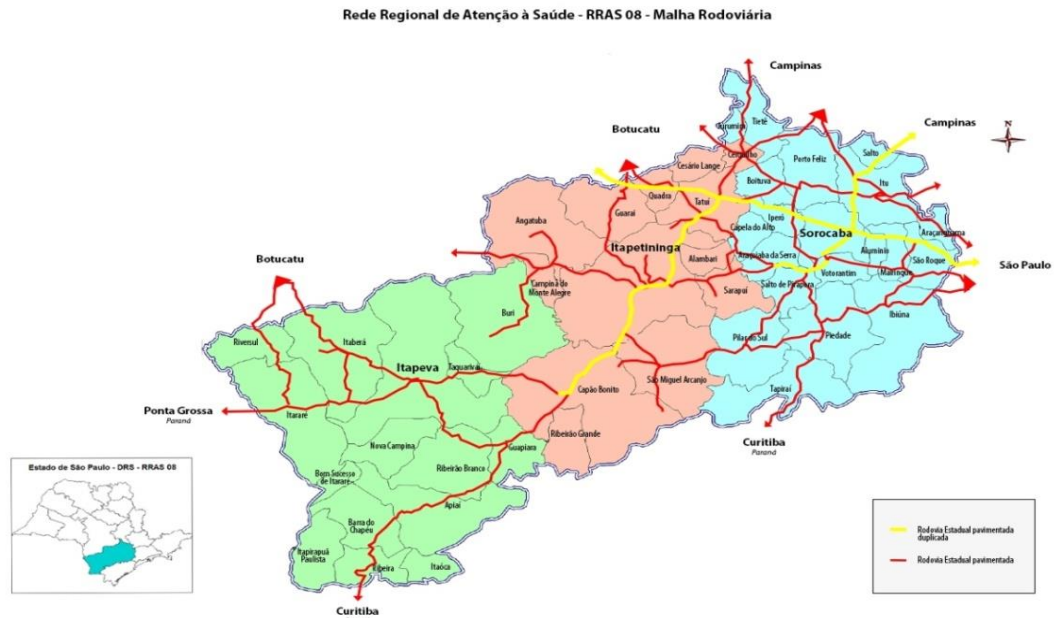 Rede Regional de Atenção à Saúde - RRAS 08 - Malha Rodoviária
Campinas
Botucatu
Campinas
Tietê
Jurumirim
Cerquilho
Porto Feliz
Salto
Cesário Lange
Boituva
Itu
Quadra
Tatuí
Guaraí
Angatuba
Iperó
Capela do Alto
Sorocaba
Araçariguama
Itapetininga
Araçoiaba da Serra
Alumínio
São Roque
Alambari
Votorantim
Mairinque
São Paulo
Botucatu
Campina do
Monte Alegre
Sarapuí
Salto de Pirapora
Buri
Ibiúna
Riversul
Itaberá
Pilar do Sul
Piedade
Itapeva
Taquarivaí
Capão Bonito
São Miguel Arcanjo
Tapiraí
Ponta Grossa
Paraná
Itararé
Ribeirão Grande
Curitiba
Paraná
Nova Campina
Guapiara
Ribeirão Branco
Bom Sucesso
de Itararé
Apiaí
Barra do
Chapéu
Itapirapuã
Paulista
Ribeira
Itaóca
Curitiba
Estado de São Paulo - DRS - RRAS 08
N
Rodovia Estadual pavimentada
duplicada
Rodovia Estadual pavimentada